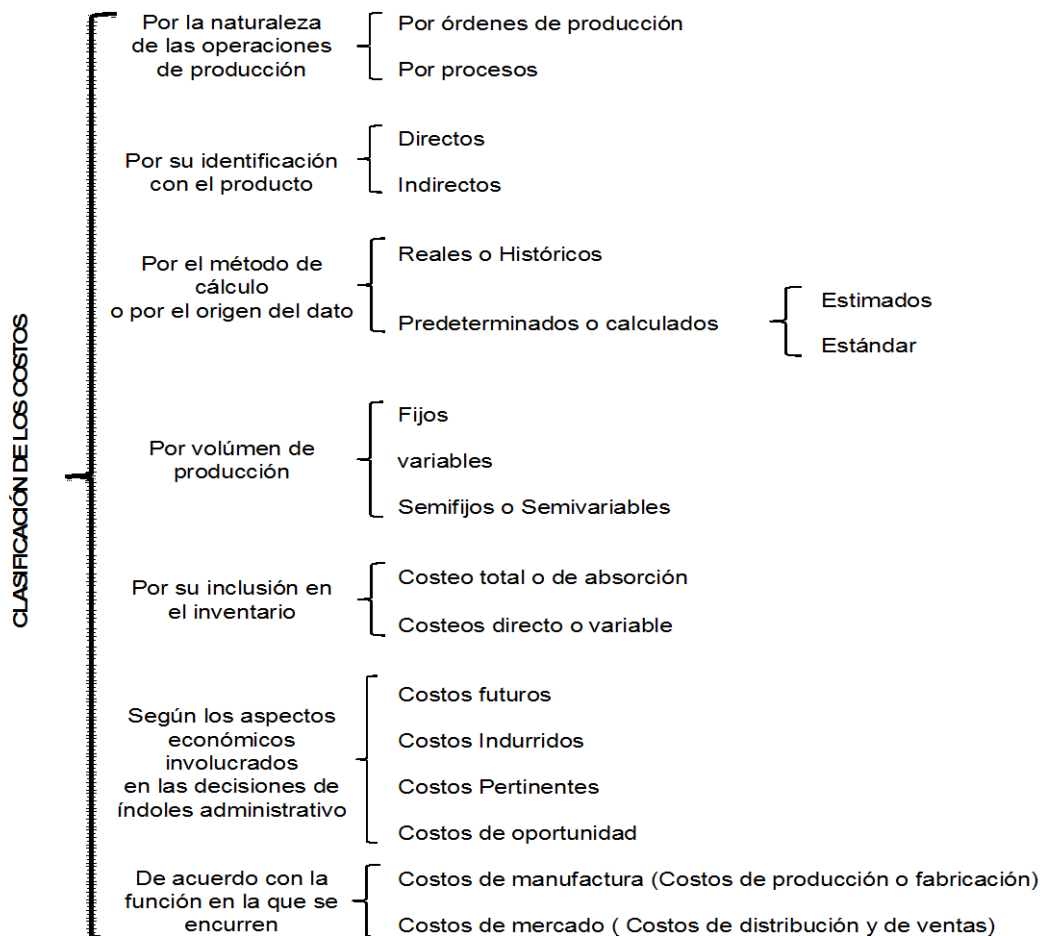 CLASIFICACIÓN DE LOS COSTOS
Por la naturaleza
de las operaciones
de producción
Por órdenes de producción
Por procesos
Por su identificación
con el producto
Directos
Indirectos
Por el método de
cálculo
o por el origen del dato
Reales o Históricos
Predeterminados o calculados
Estimados
Estándar
Por volúmen de
producción
Fijos
variables
Semifijos o Semivariables
Por su inclusión en
el inventario
Costeo total o de absorción
Costeos directo o variable
Según los aspectos
económicos
involucrados
en las decisiones de
índoles administrativo
Costos futuros
Costos Indurridos
Costos Pertinentes
Costos de oportunidad
De acuerdo con la
función en la que se
encurren
Costos de manufactura (Costos de producción o fabricación)
Costos de mercado ( Costos de distribución y de ventas)